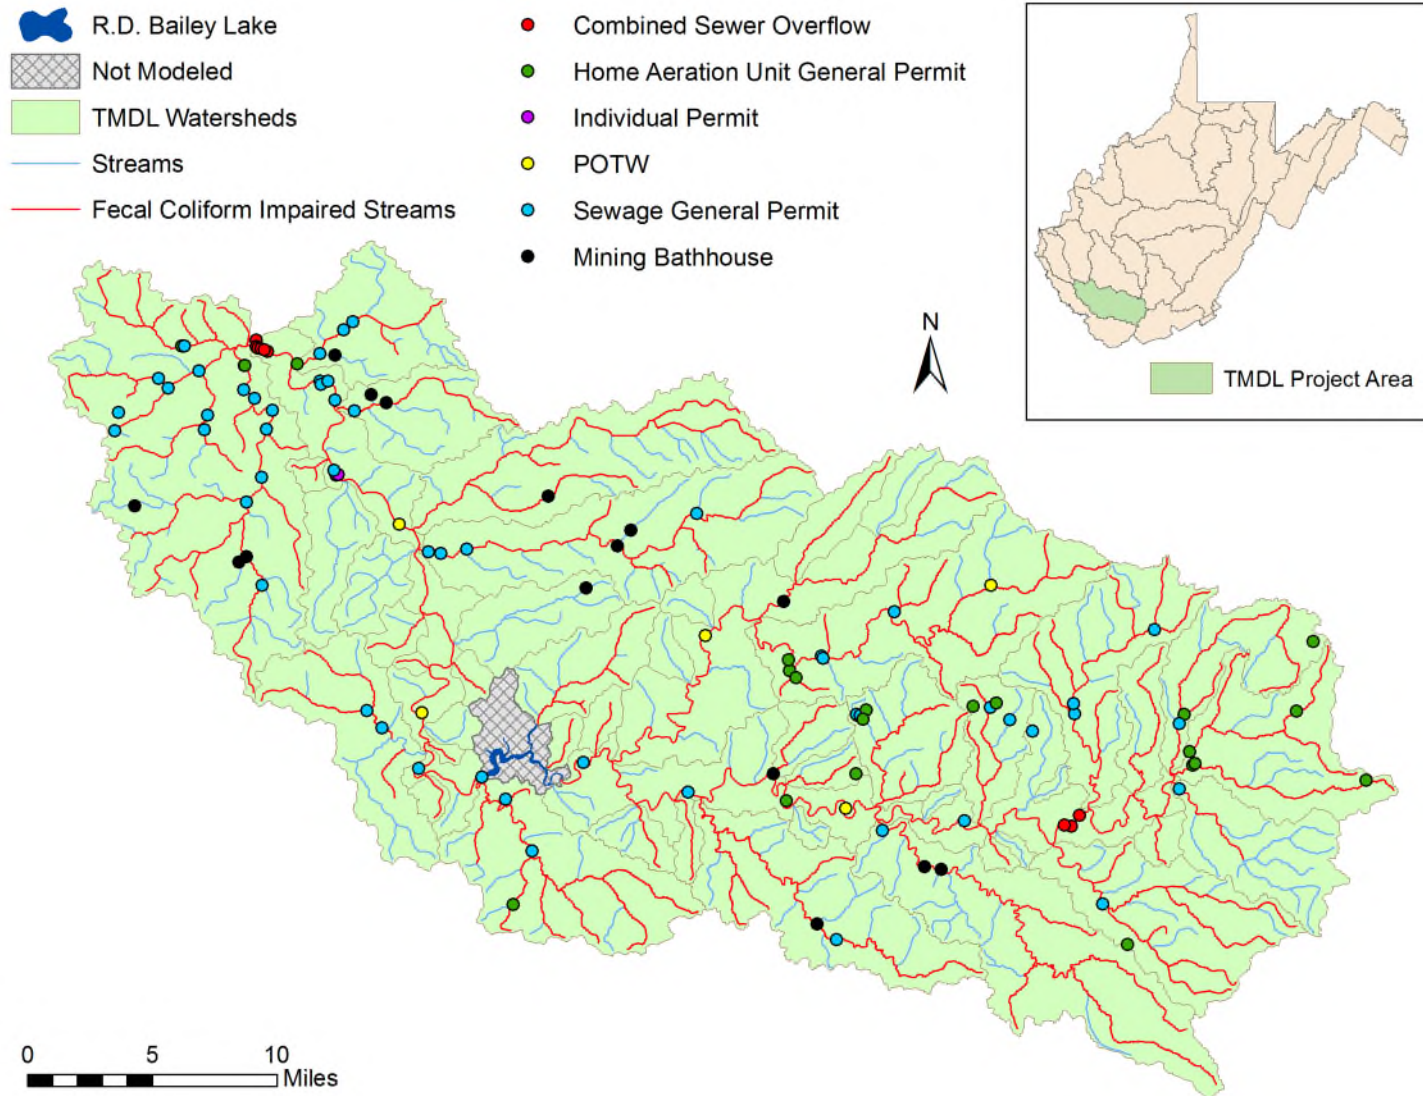 R.D. Bailey Lake
Not Modeled
TMDL Watersheds
Streams
Fecal Coliform Impaired Streams
Combined Sewer Overflow
Home Aeration Unit General Permit
Individual Permit
POTW
Sewage General Permit
Mining Bathhouse
N
TMDL Project Area
0 5 10
Miles